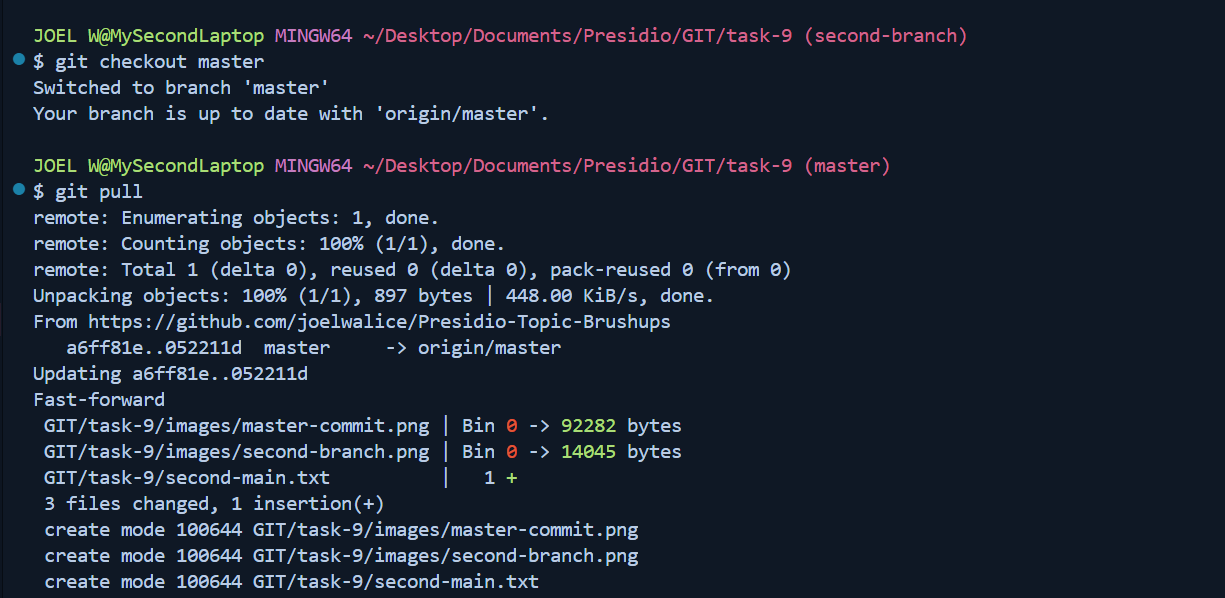 JOEL W@MySecondLaptop MINGW64 ~/Desktop/Documents/Presidio/GIT/task-9 (second-branch)
$ git checkout master
Switched to branch 'master'
Your branch is up to date with 'origin/master'.
JOEL W@MySecondLaptop MINGW64 ~/Desktop/Documents/Presidio/GIT/task-9 (master)
$ git pull
remote: Enumerating objects: 1, done.
remote: Counting objects: 100% (1/1), done.
remote: Total 1 (delta 0), reused 0 (delta 0), pack-reused 0 (from 0)
Unpacking objects: 100% (1/1), 897 bytes | 448.00 KiB/s, done.
From https://github.com/joelwalice/Presidio-Topic-Brushups
   a6ff81e..052211d  master     -> origin/master
Updating a6ff81e..052211d
Fast-forward
 GIT/task-9/images/master-commit.png | Bin 0 -> 92282 bytes
 GIT/task-9/images/second-branch.png | Bin 0 -> 14045 bytes
 GIT/task-9/second-main.txt          |   1 +
 3 files changed, 1 insertion(+)
 create mode 100644 GIT/task-9/images/master-commit.png
 create mode 100644 GIT/task-9/images/second-branch.png
 create mode 100644 GIT/task-9/second-main.txt